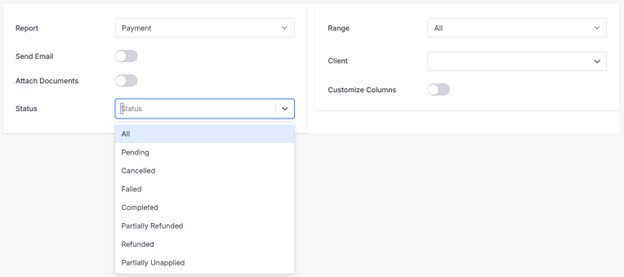 Report
Payment
Send Email
Attach Documents
Status
Status
All
Pending
Cancelled
Failed
Completed
Partially Refunded
Refunded
Partially Unapplied
Range
All
Client
Customize Columns